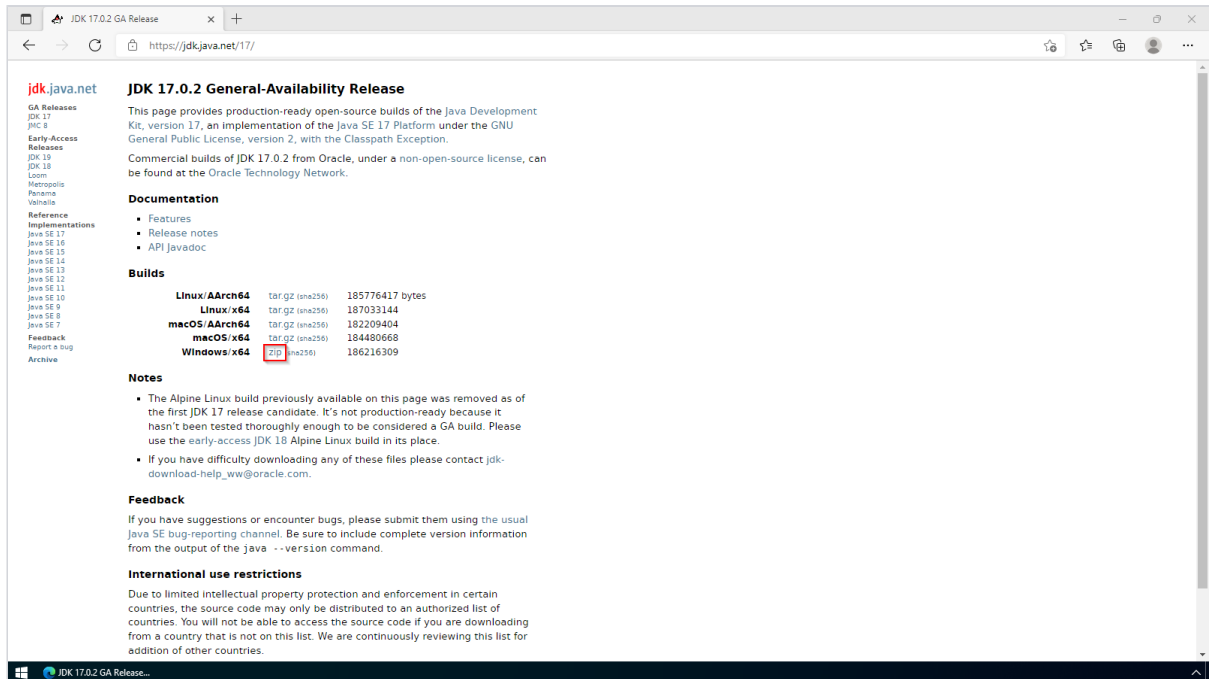 JDK 17.0.2 GA Release
https://jdk.java.net/17/
jdk.java.net
GA Releases
JDK 17
JMC 8
Early-Access
Releases
JDK 19
JDK 18
Loom
Metropolis
Panama
Valhalla
Reference
Implementations
Java SE 17
Java SE 16
Java SE 15
Java SE 14
Java SE 13
Java SE 12
Java SE 11
Java SE 10
Java SE 9
Java SE 8
Java SE 7
Feedback
Report a bug
Archive
JDK 17.0.2 General-Availability Release
This page provides production-ready open-source builds of the Java Development
Kit, version 17, an implementation of the Java SE 17 Platform under the GNU
General Public License, version 2, with the Classpath Exception.
Commercial builds of JDK 17.0.2 from Oracle, under a non-open-source license, can
be found at the Oracle Technology Network.
Documentation
Features
Release notes
API Javadoc
Builds
Linux/AArch64 tar.gz (sha256) 185776417 bytes
Linux/x64 tar.gz (sha256) 187033144
macOS/AArch64 tar.gz (sha256) 182209404
macOS/x64 tar.gz (sha256) 184480668
Windows/x64 zip (sha256) 186216309
Notes
The Alpine Linux build previously available on this page was removed as of
the first JDK 17 release candidate. It's not production-ready because it
hasn't been tested thoroughly enough to be considered a GA build. Please
use the early-access JDK 18 Alpine Linux build in its place.
If you have difficulty downloading any of these files please contact jdk-
download-help_ww@oracle.com.
Feedback
If you have suggestions or encounter bugs, please submit them using the usual
Java SE bug-reporting channel. Be sure to include complete version information
from the output of the java --version command.
International use restrictions
Due to limited intellectual property protection and enforcement in certain
countries, the source code may only be distributed to an authorized list of
countries. You will not be able to access the source code if you are downloading
from a country that is not on this list. We are continuously reviewing this list for
addition of other countries.
JDK 17.0.2 GA Release...